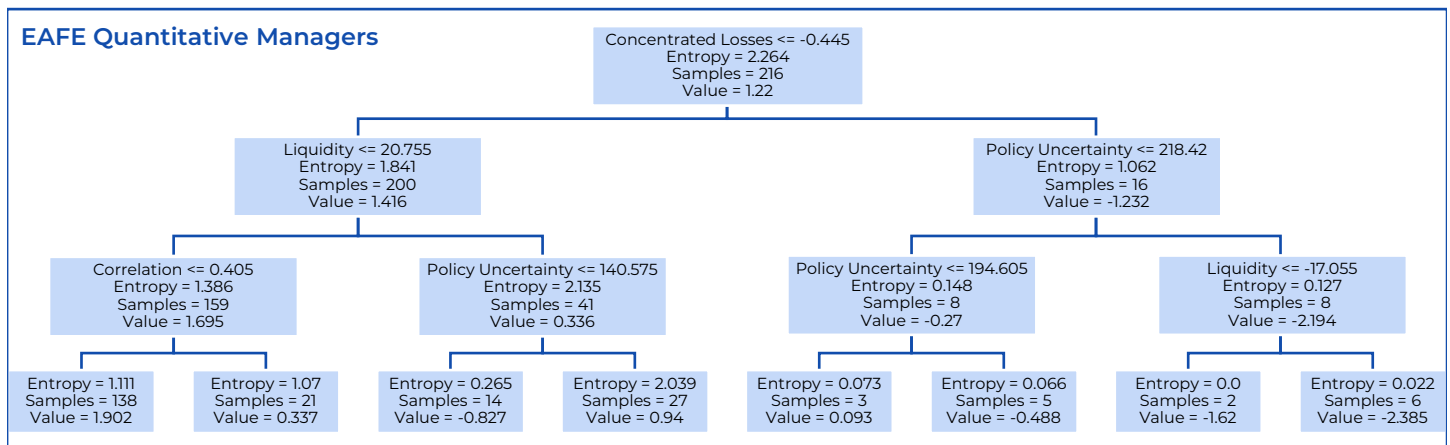 EAFE Quantitative Managers
Concentrated Losses <= -0.445
Entropy = 2.264
Samples = 216
Value = 1.22
Liquidity <= 20.755
Entropy = 1.841
Samples = 200
Value = 1.416
Policy Uncertainty <= 218.42
Entropy = 1.062
Samples = 16
Value = -1.232
Correlation <= 0.405
Entropy = 1.386
Samples = 159
Value = 1.695
Policy Uncertainty <= 140.575
Entropy = 2.135
Samples = 41
Value = 0.336
Policy Uncertainty <= 194.605
Entropy = 0.148
Samples = 8
Value = -0.27
Liquidity <= -17.055
Entropy = 0.127
Samples = 8
Value = -2.194
Entropy = 1.111
Samples = 138
Value = 1.902
Entropy = 1.07
Samples = 21
Value = 0.337
Entropy = 0.265
Samples = 14
Value = -0.827
Entropy = 2.039
Samples = 27
Value = 0.94
Entropy = 0.073
Samples = 3
Value = 0.093
Entropy = 0.066
Samples = 5
Value = -0.488
Entropy = 0.0
Samples = 2
Value = -1.62
Entropy = 0.022
Samples = 6
Value = -2.385